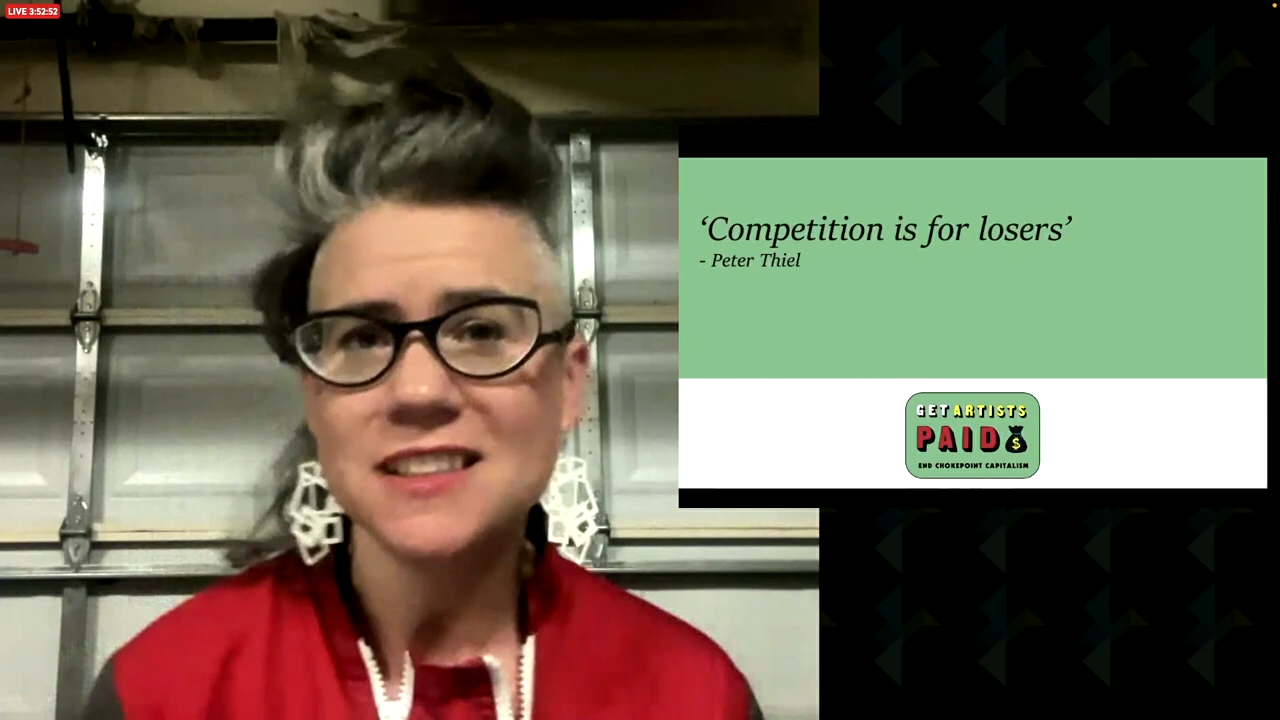 LIVE 3:52:52
‘Competition is for losers’
- Peter Thiel
GET ARTISTS
PAID
$
END CHOKEPOINT CAPITALISM